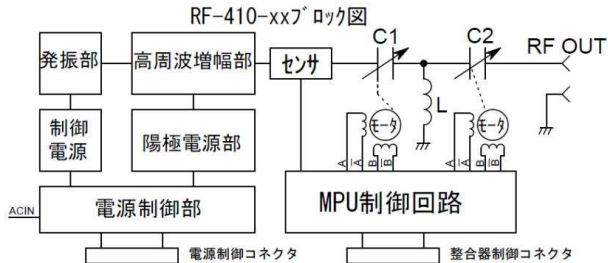 RF-410-xxﾌﾞﾛｯｸ図
発振部
高周波増幅部
センサ
C1
C2
RF OUT
L
制御
電源
陽極電源部
モータ
モータ
A
A
B
B
A
A
B
B
ACIN
電源制御部
MPU制御回路
電源制御コネクタ
整合器制御コネクタ